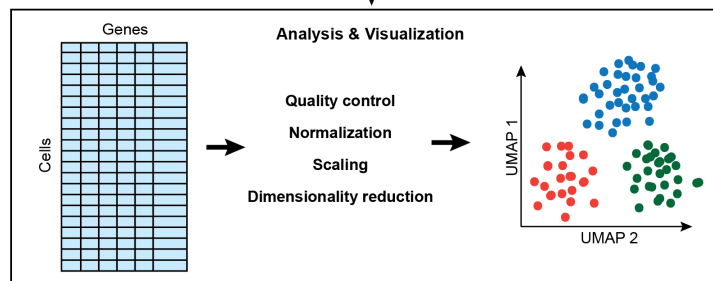 Genes
Analysis & Visualization
Cells
Quality control
Normalization
Scaling
Dimensionality reduction
UMAP 1
UMAP 2